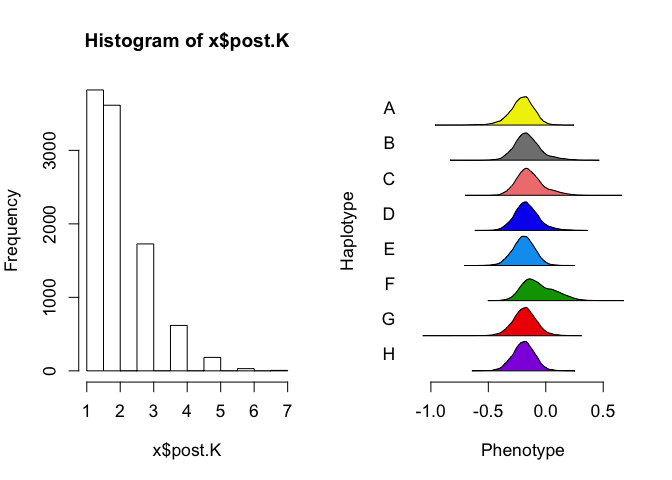 Histogram of x$post.K
Frequency
3000
2000
1000
0
1 2 3 4 5 6 7
x$post.K
Haplotype
A
B
C
D
E
F
G
H
-1.0 -0.5 0.0 0.5
Phenotype